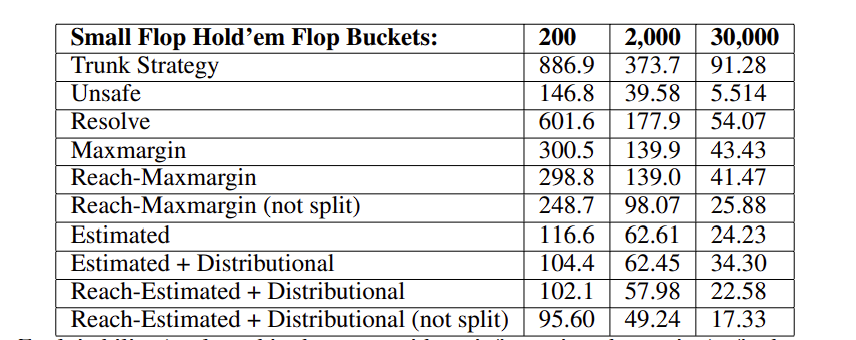 Small Flop Hold'em Flop Buckets: 200 2,000 30,000
Trunk Strategy 886.9 373.7 91.28
Unsafe 146.8 39.58 5.514
Resolve 601.6 177.9 54.07
Maxmargin 300.5 139.9 43.43
Reach-Maxmargin 298.8 139.0 41.47
Reach-Maxmargin (not split) 248.7 98.07 25.88
Estimated 116.6 62.61 24.23
Estimated + Distributional 104.4 62.45 34.30
Reach-Estimated + Distributional 102.1 57.98 22.58
Reach-Estimated + Distributional (not split) 95.60 49.24 17.33